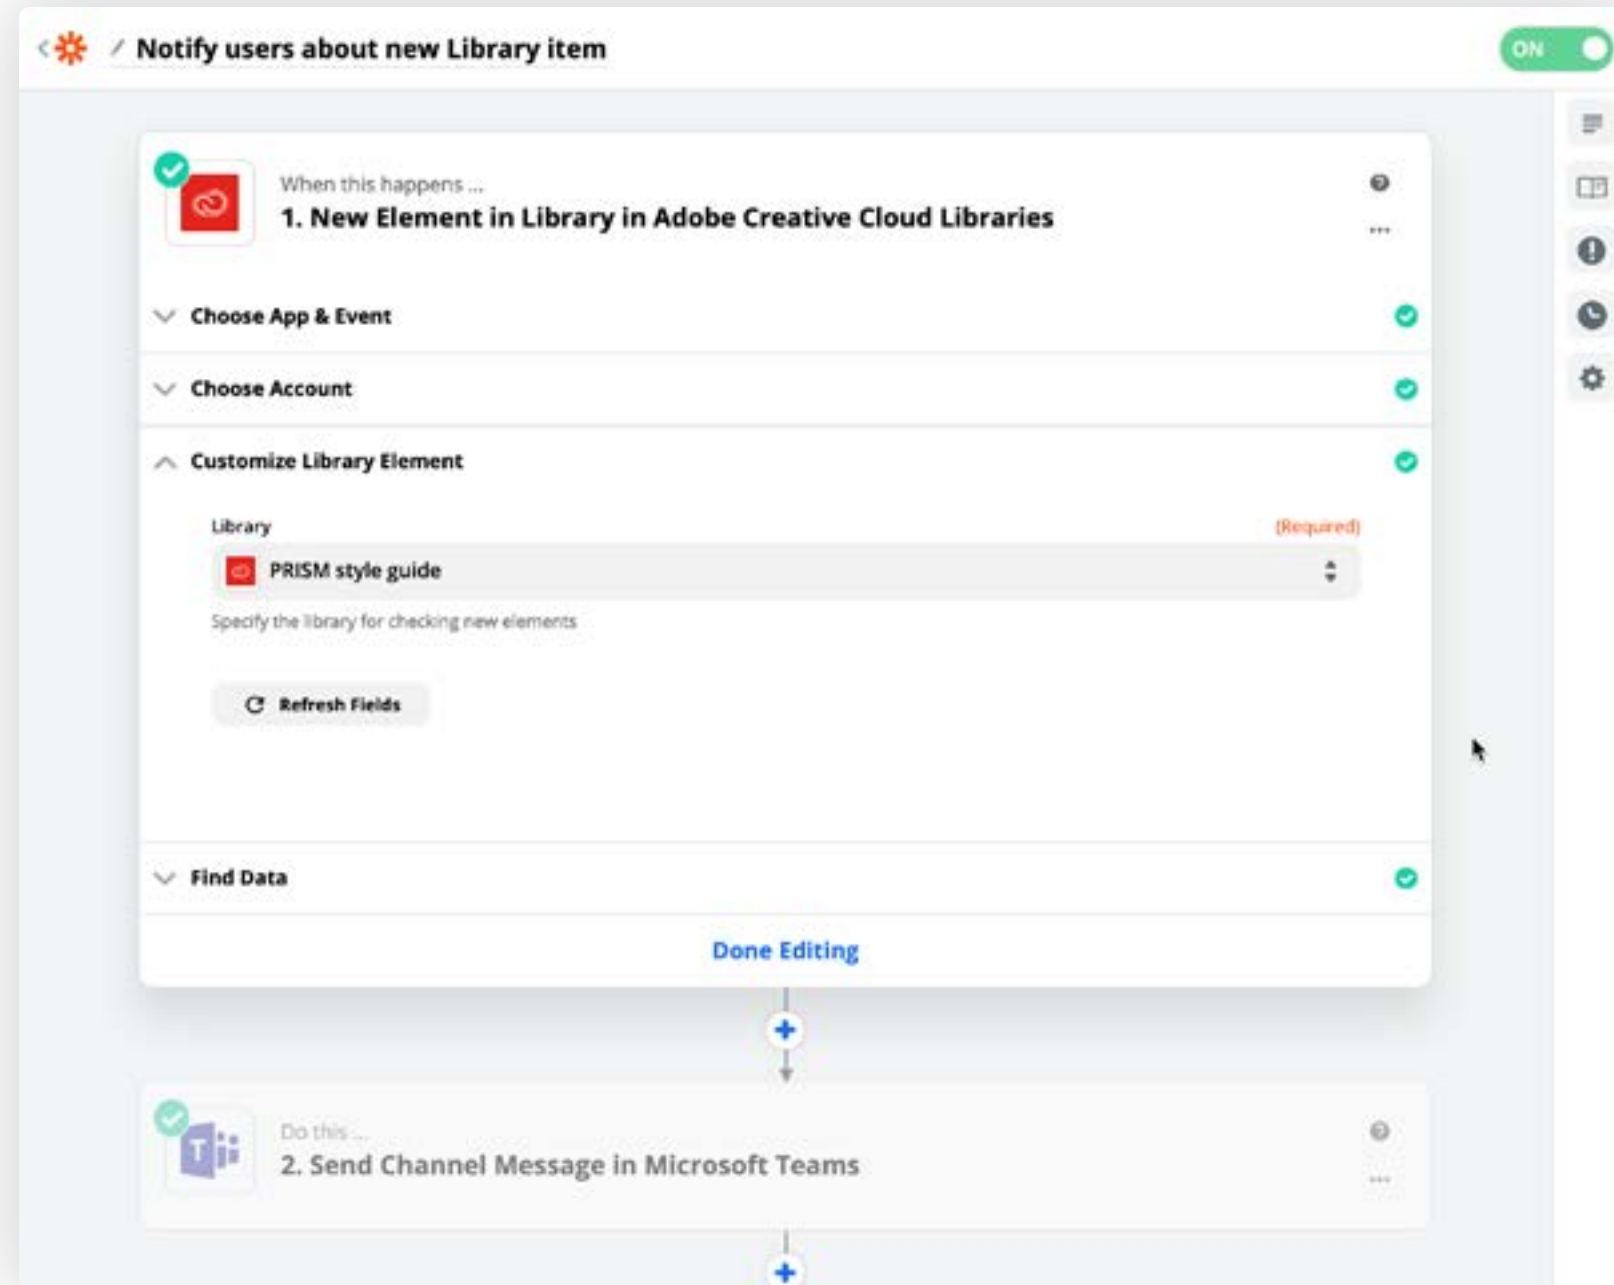 Notify users about new Library item
ON
When this happens ...
1. New Element in Library in Adobe Creative Cloud Libraries
Choose App & Event
Choose Account
Customize Library Element
Library
(Required)
PRISM style guide
Specify the library for checking new elements
Refresh Fields
Find Data
Done Editing
Do this ...
2. Send Channel Message in Microsoft Teams